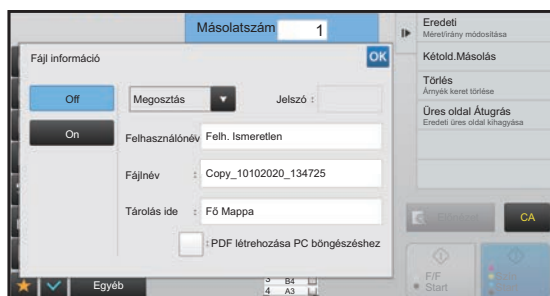 Másolatszám 1
Fájl információ
OK
Off
On
Megosztás
Jelszó :
Felhasználónév Felh. Ismeretlen
Fájlnév : Copy_10102020_134725
Tárolás ide : Fő Mappa
: PDF létrehozása PC böngészéshez
Egyéb
B4
4 A3
Eredeti
Méret/irány módosítása
Kétold.Másolás
Törlés
Árnyék keret törlése
Üres oldal Átugrás
Eredeti üres oldal kihagyása
CA
F/F
Start